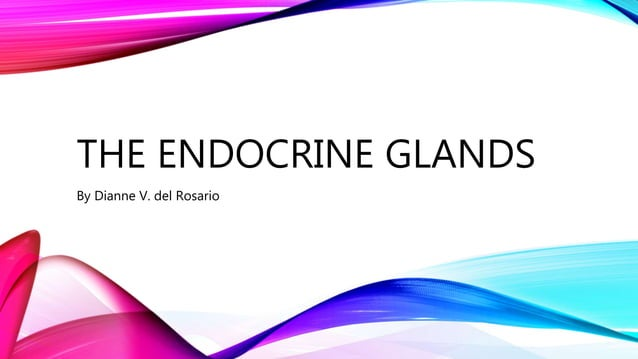 THE ENDOCRINE GLANDS
By Dianne V. del Rosario